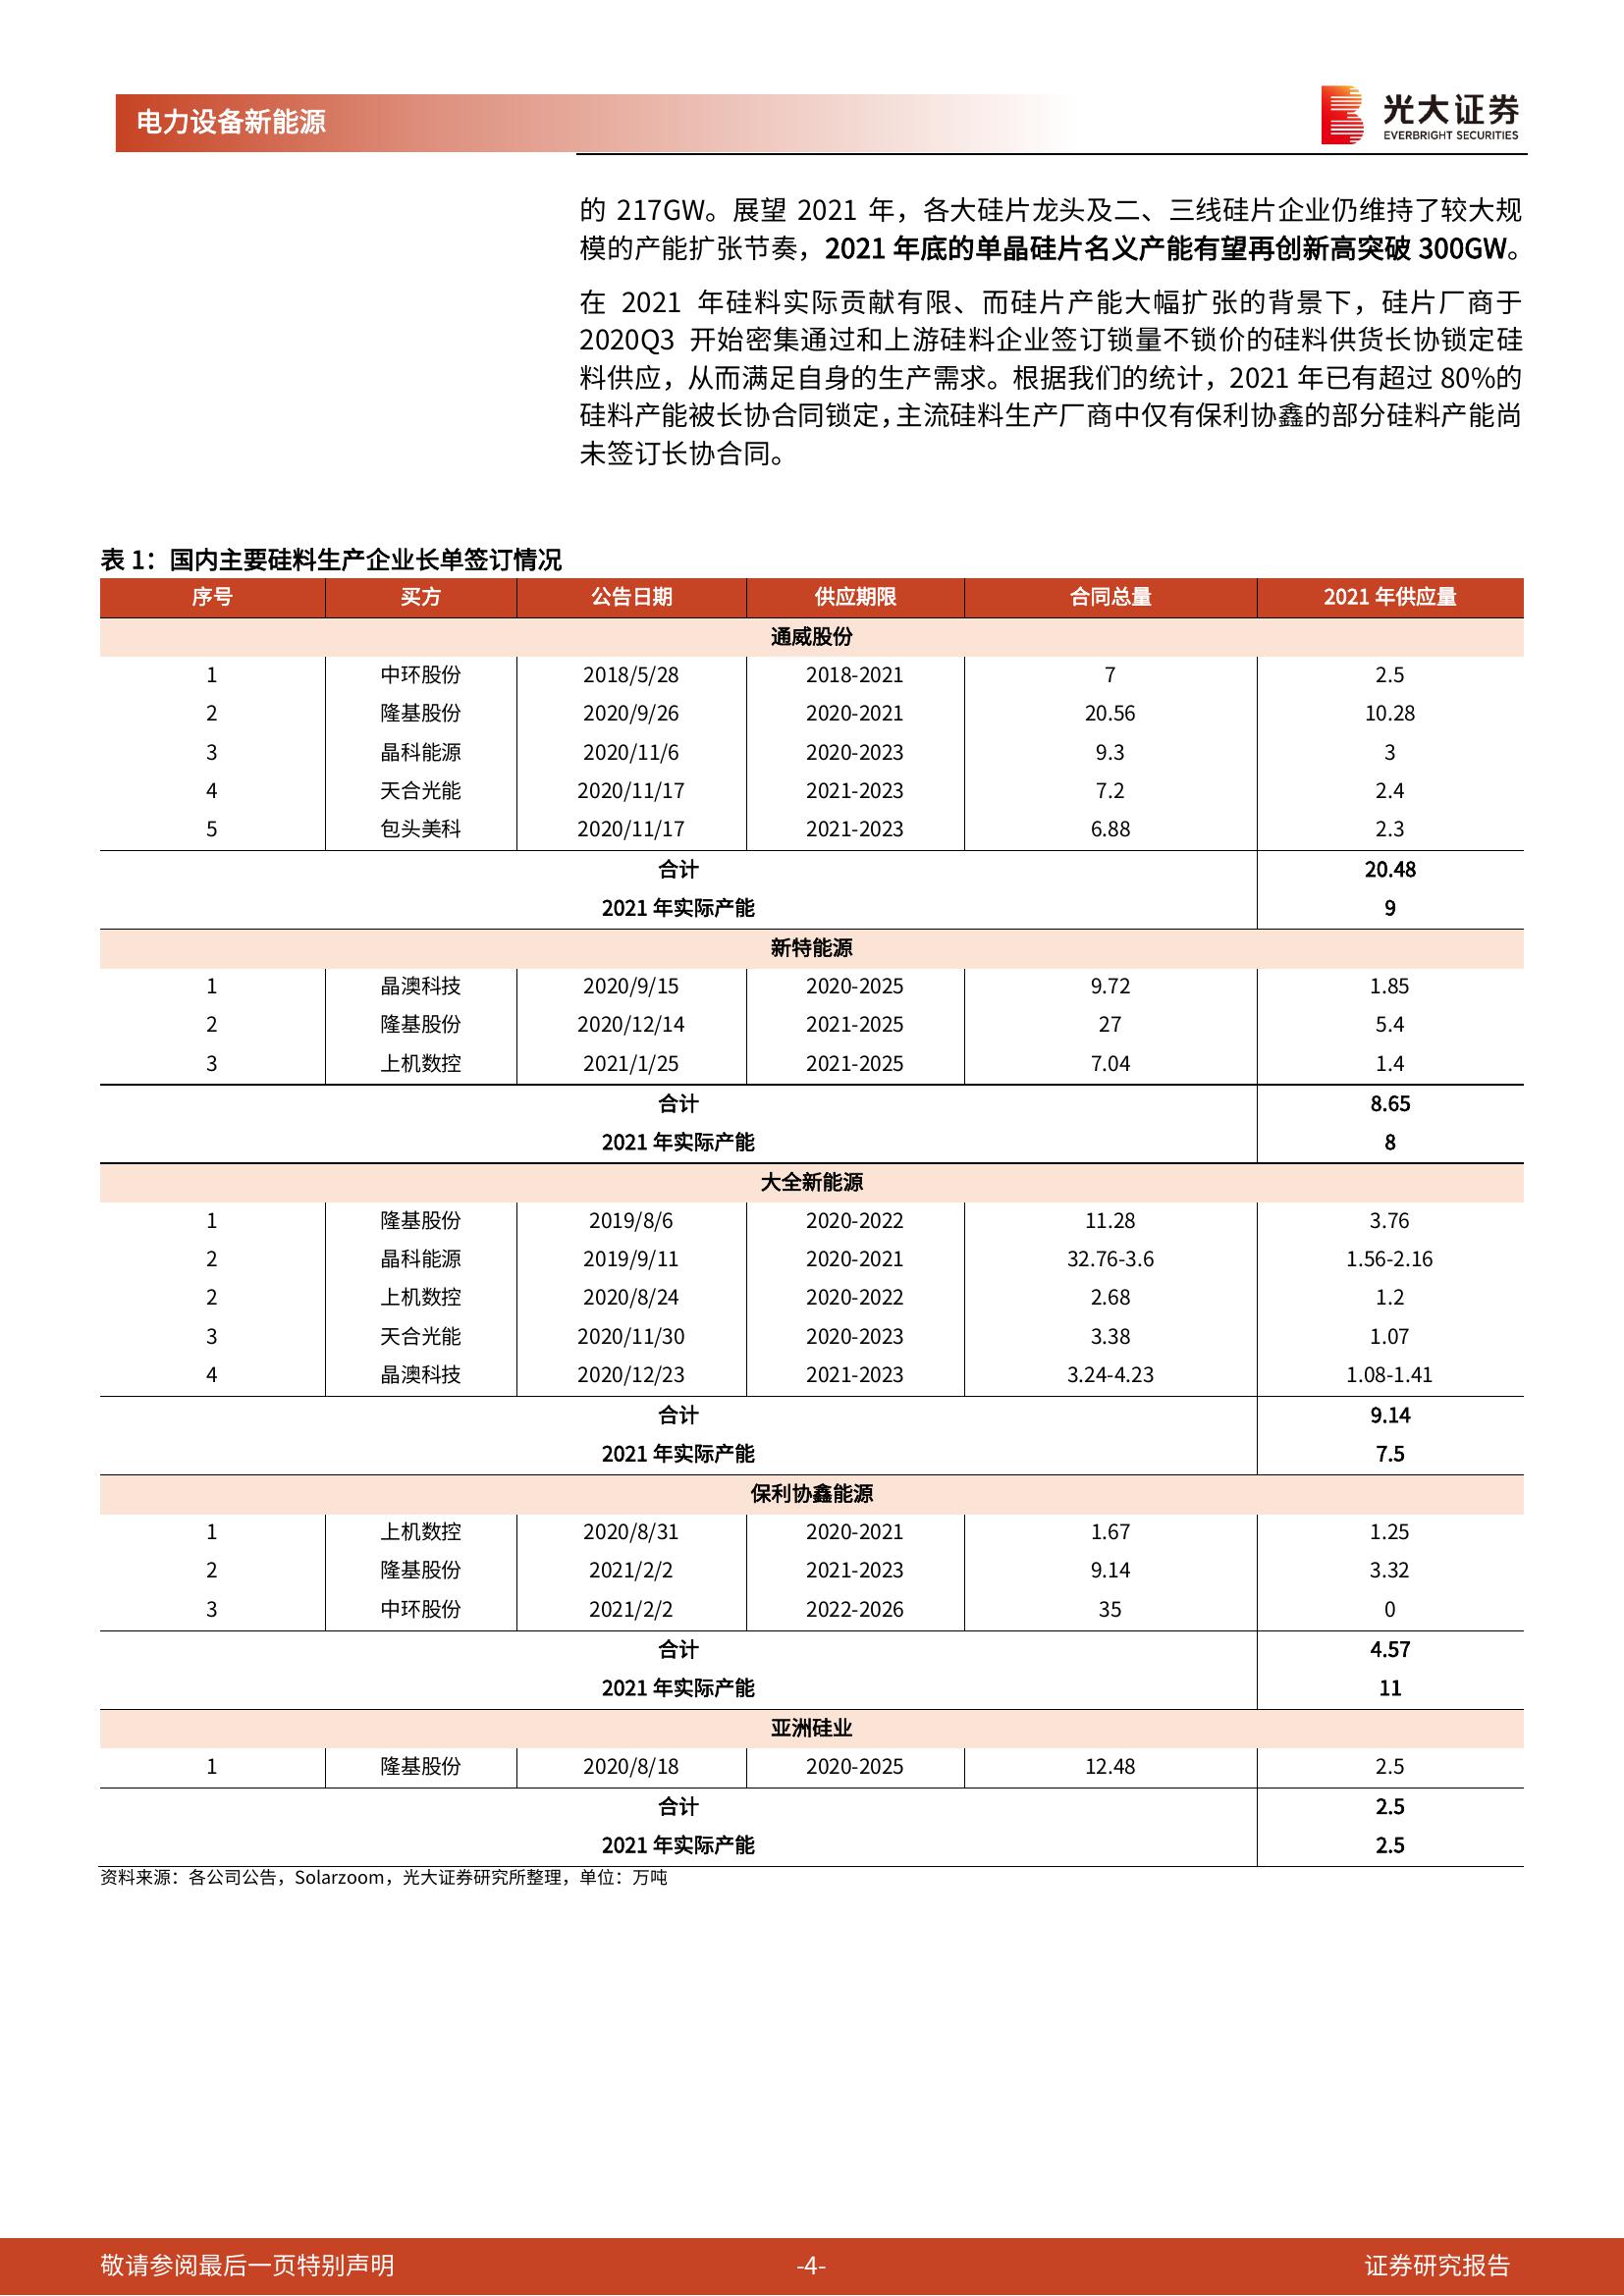 电力设备新能源
光大证券
EVERBRIGHT SECURITIES
的 217GW。展望 2021 年，各大硅片龙头及二、三线硅片企业仍维持了较大规
模的产能扩张节奏，2021 年底的单晶硅片名义产能有望再创新高突破 300GW。
在 2021 年硅料实际贡献有限、而硅片产能大幅扩张的背景下，硅片厂商于
2020Q3 开始密集通过和上游硅料企业签订锁量不锁价的硅料供货长协锁定硅
料供应，从而满足自身的生产需求。根据我们的统计，2021 年已有超过 80%的
硅料产能被长协合同锁定，主流硅料生产厂商中仅有保利协鑫的部分硅料产能尚
未签订长协合同。
表 1：国内主要硅料生产企业长单签订情况
序号 买方 公告日期 供应期限 合同总量 2021 年供应量
通威股份
1 中环股份 2018/5/28 2018-2021 7 2.5
2 隆基股份 2020/9/26 2020-2021 20.56 10.28
3 晶科能源 2020/11/6 2020-2023 9.3 3
4 天合光能 2020/11/17 2021-2023 7.2 2.4
5 包头美科 2020/11/17 2021-2023 6.88 2.3
合计 20.48
2021 年实际产能 9
新特能源
1 晶澳科技 2020/9/15 2020-2025 9.72 1.85
2 隆基股份 2020/12/14 2021-2025 27 5.4
3 上机数控 2021/1/25 2021-2025 7.04 1.4
合计 8.65
2021 年实际产能 8
大全新能源
1 隆基股份 2019/8/6 2020-2022 11.28 3.76
2 晶科能源 2019/9/11 2020-2021 32.76-3.6 1.56-2.16
2 上机数控 2020/8/24 2020-2022 2.68 1.2
3 天合光能 2020/11/30 2020-2023 3.38 1.07
4 晶澳科技 2020/12/23 2021-2023 3.24-4.23 1.08-1.41
合计 9.14
2021 年实际产能 7.5
保利协鑫能源
1 上机数控 2020/8/31 2020-2021 1.67 1.25
2 隆基股份 2021/2/2 2021-2023 9.14 3.32
3 中环股份 2021/2/2 2022-2026 35 0
合计 4.57
2021 年实际产能 11
亚洲硅业
1 隆基股份 2020/8/18 2020-2025 12.48 2.5
合计 2.5
2021 年实际产能 2.5
资料来源：各公司公告，Solarzoom，光大证券研究所整理，单位：万吨
敬请参阅最后一页特别声明 -4- 证券研究报告